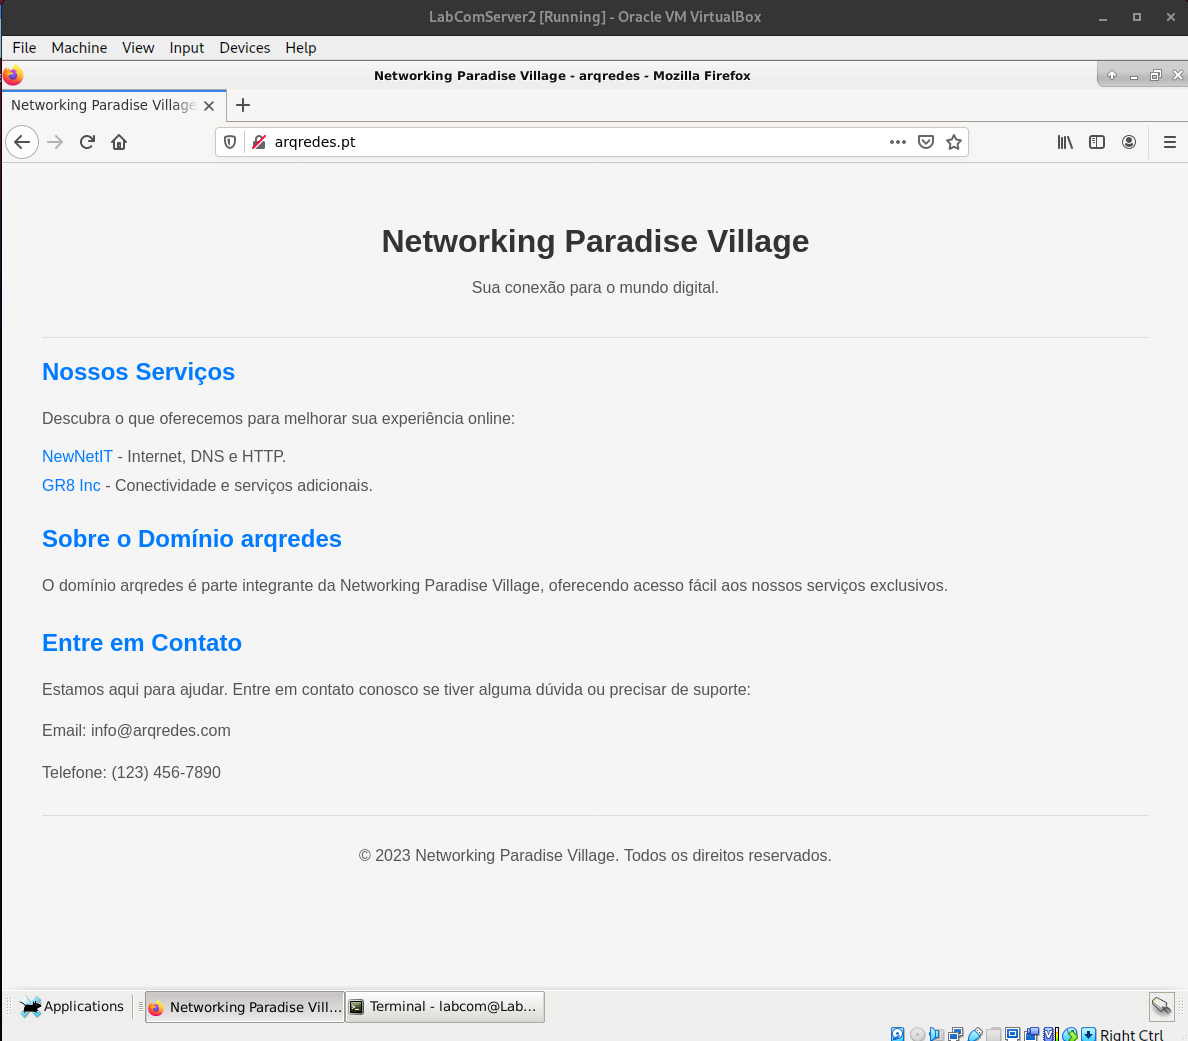 LabComServer2 [Running] - Oracle VM VirtualBox
File Machine View Input Devices Help
Networking Paradise Village - arqredes - Mozilla Firefox
Networking Paradise Village
arqredes.pt
Networking Paradise Village
Sua conexão para o mundo digital.
Nossos Serviços
Descubra o que oferecemos para melhorar sua experiência online:
NewNetIT - Internet, DNS e HTTP.
GR8 Inc - Conectividade e serviços adicionais.
Sobre o Domínio arqredes
O domínio arqredes é parte integrante da Networking Paradise Village, oferecendo acesso fácil aos nossos serviços exclusivos.
Entre em Contato
Estamos aqui para ajudar. Entre em contato conosco se tiver alguma dúvida ou precisar de suporte:
Email: info@arqredes.com
Telefone: (123) 456-7890
© 2023 Networking Paradise Village. Todos os direitos reservados.
Applications Networking Paradise Vill... Terminal - labcom@Lab...
Right Ctrl